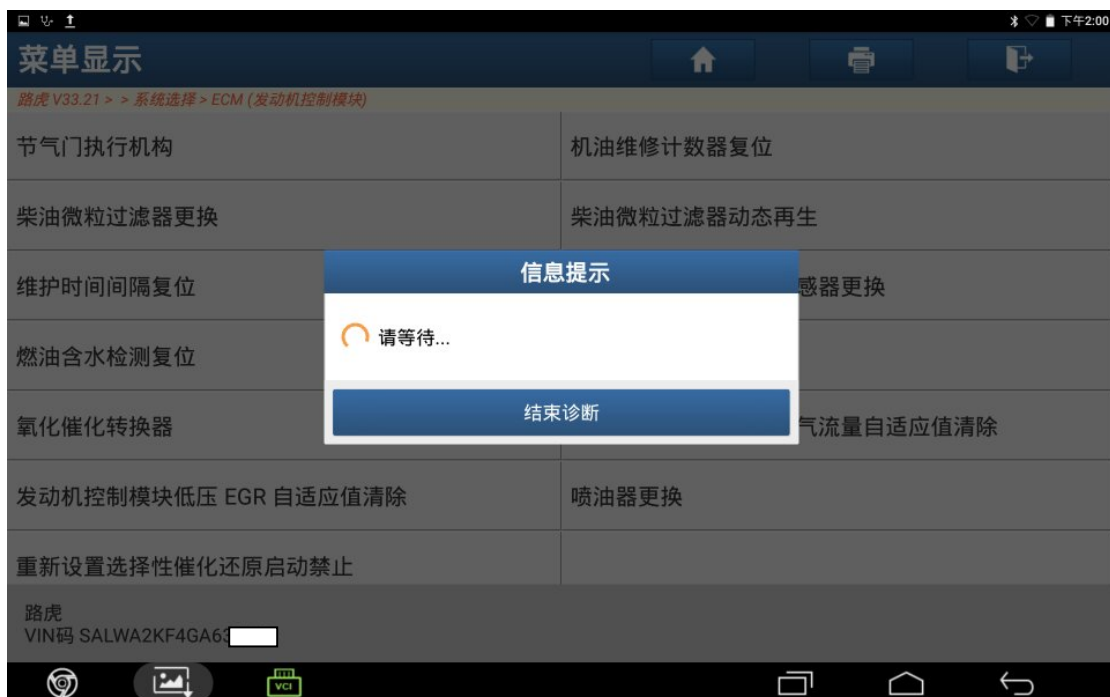 下午2:00
菜单显示
路虎 V33.21 > > 系统选择 > ECM (发动机控制模块)
节气门执行机构
机油维修计数器复位
柴油微粒过滤器更换
柴油微粒过滤器动态再生
维护时间间隔复位
感器更换
燃油含水检测复位
氧化催化转换器
气流量自适应值清除
发动机控制模块低压 EGR 自适应值清除
喷油器更换
重新设置选择性催化还原启动禁止
信息提示
请等待...
结束诊断
路虎
VIN码 SALWA2KF4GA63
VCI